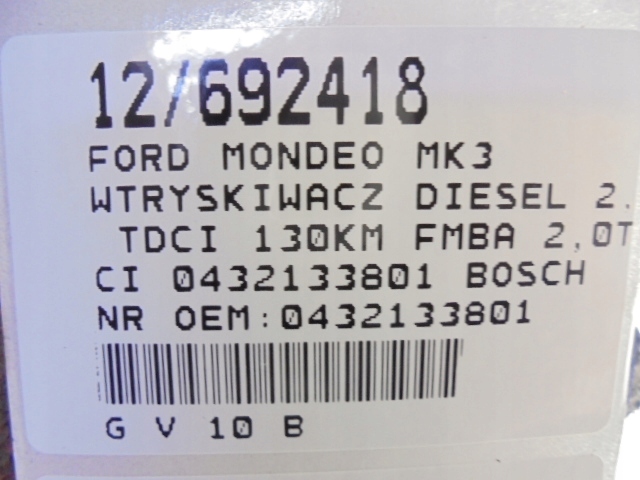 12/692418
FORD MONDEO MK3
WTRYSKIWACZ DIESEL 2.
TDCI 130KM FMBA 2,0T
CI 0432133801 BOSCH
NR OEM:0432133801
G V 10 B